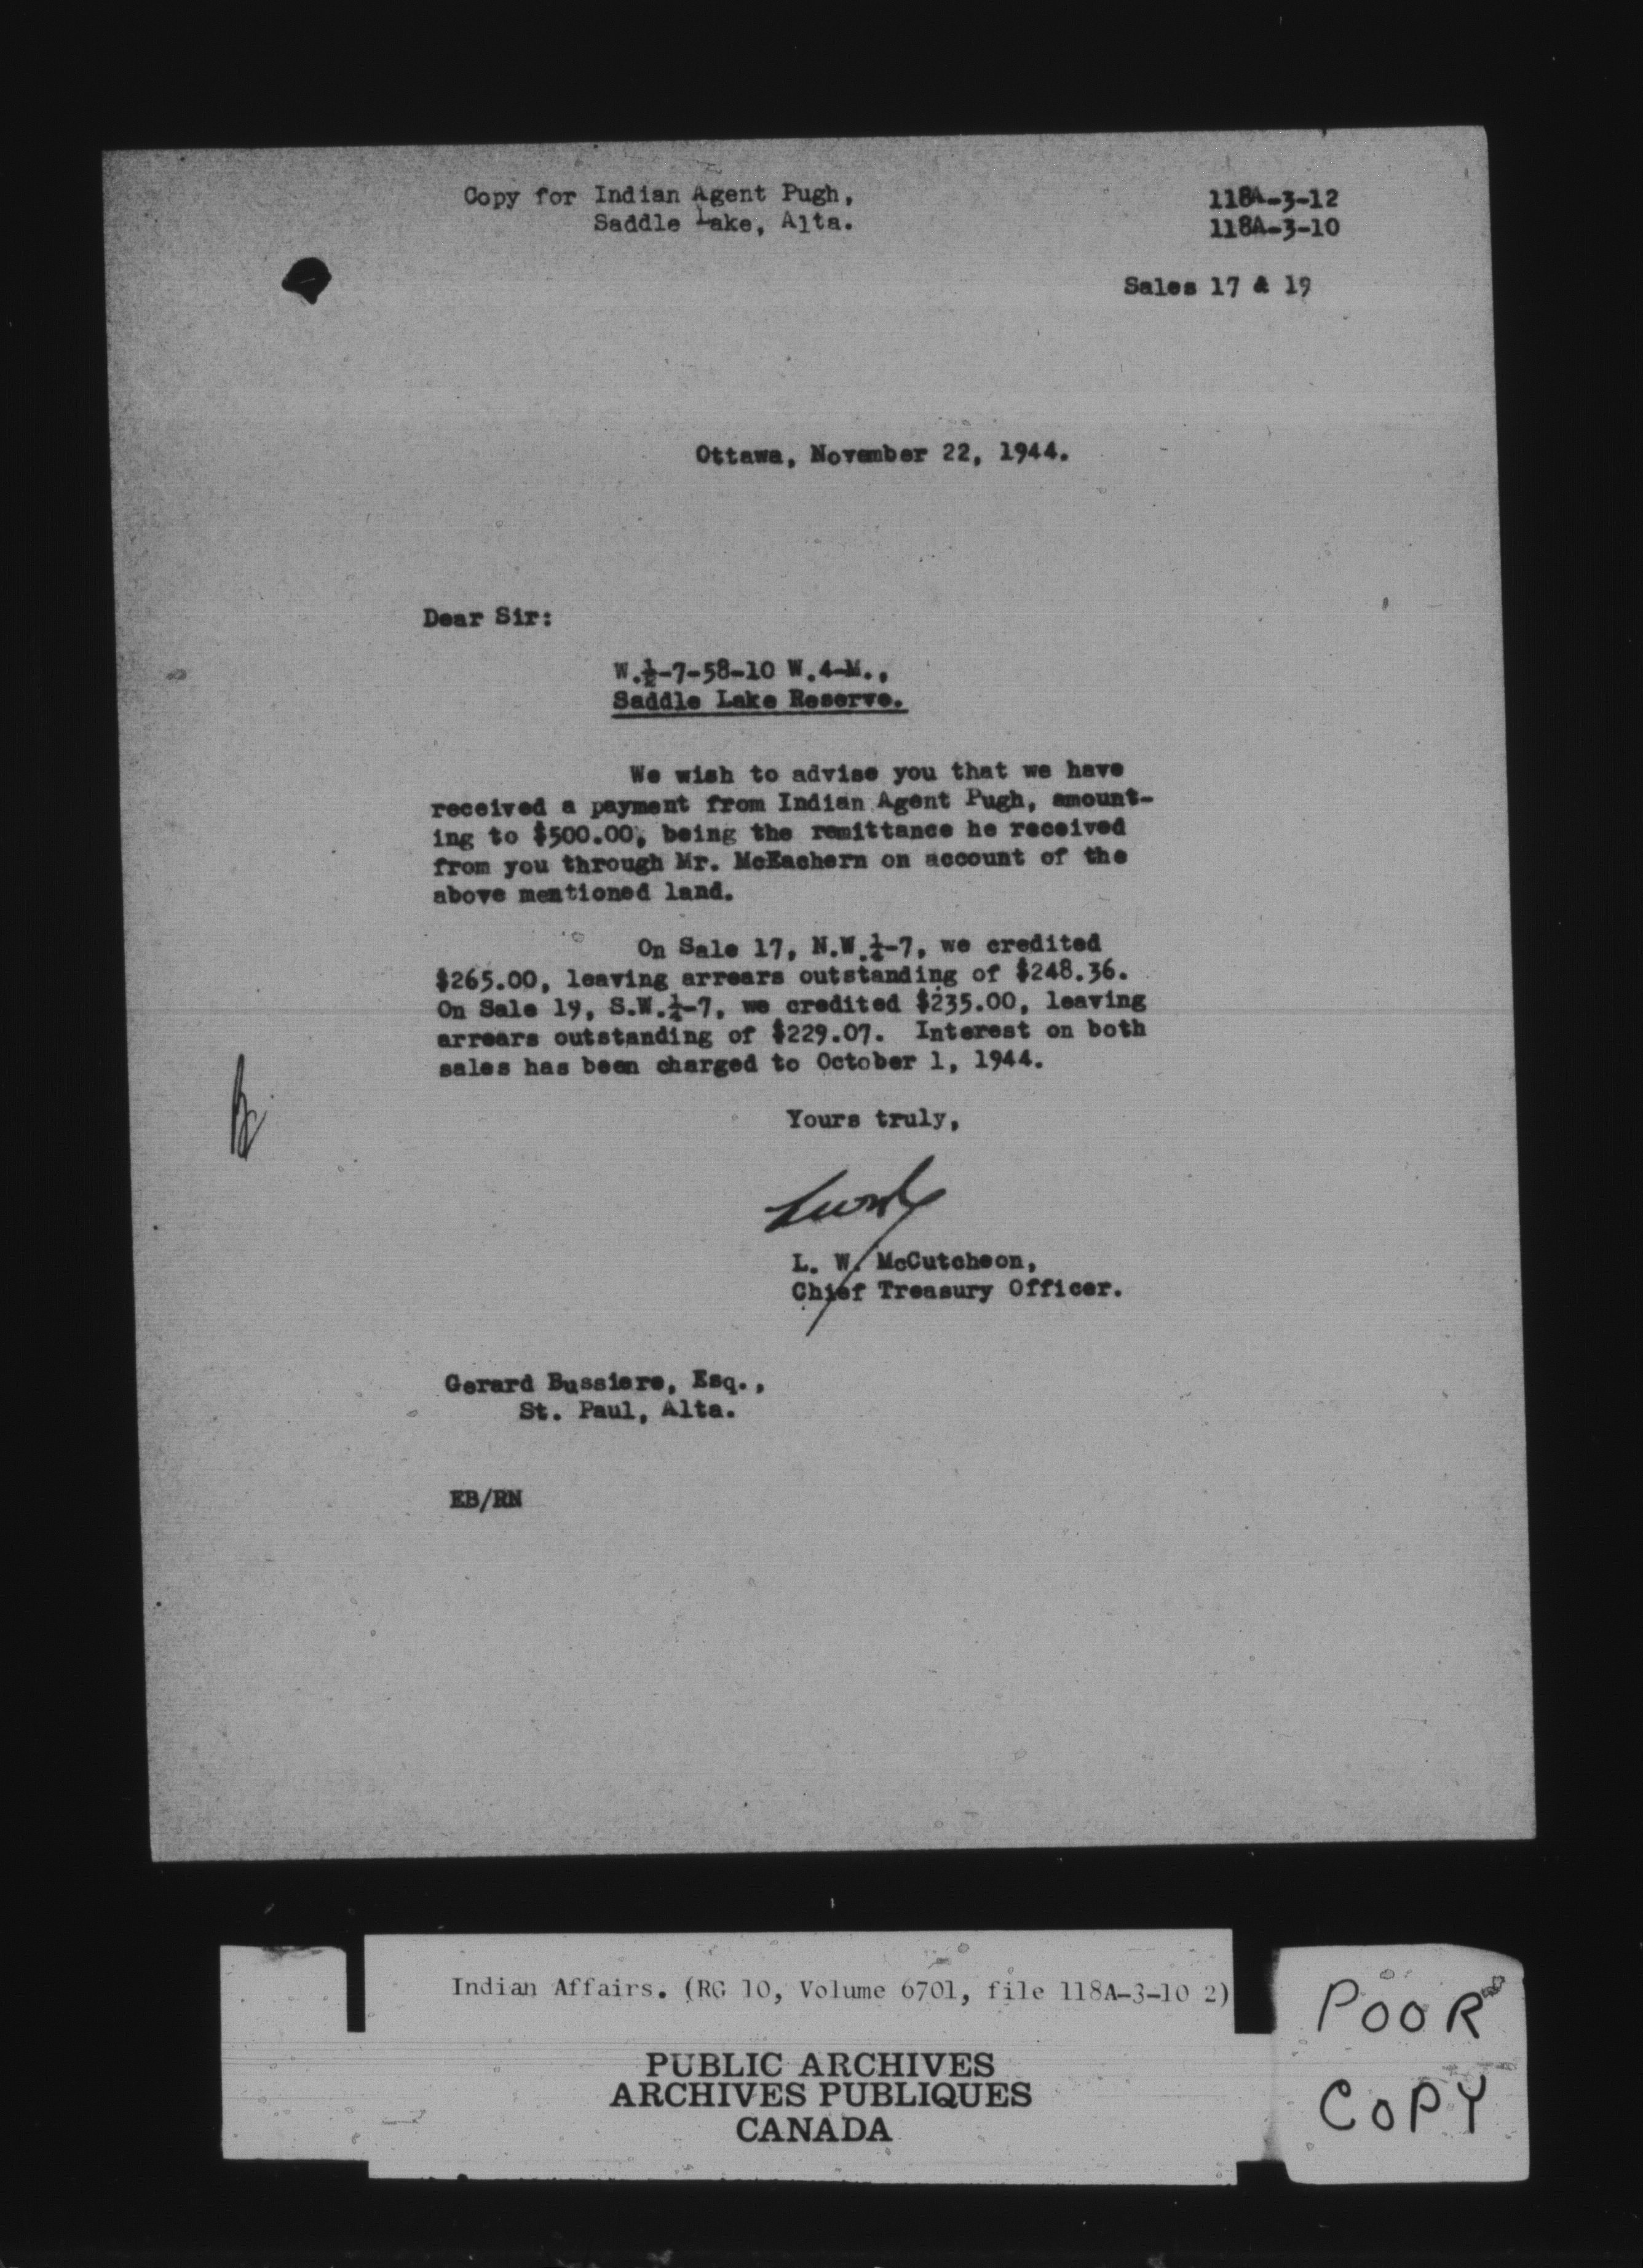 Copy for Indian Agent Pugh,
Saddle Lake, Alta.
118A-3-12
118A-3-10
Sales 17 & 19
Ottawa, November 22, 1944.
Dear Sir:
W.½-7-58-10 W.4-M.,
Saddle Lake Reserve.
We wish to advise you that we have
received a payment from Indian Agent Pugh, amount-
ing to $500.00, being the remittance he received
from you through Mr. McEachern on account of the
above mentioned land.
On Sale 17, N.W.¼-7, we credited
$265.00, leaving arrears outstanding of $248.36.
On Sale 19, S.W.¼-7, we credited $235.00, leaving
arrears outstanding of $229.07. Interest on both
sales has been charged to October 1, 1944.
Yours truly,
L. W. McCutcheon,
Chief Treasury Officer.
Gerard Bussiere, Esq.,
St. Paul, Alta.
EB/RN
Indian Affairs. (RG 10, Volume 6701, file 118A-3-10 2)
PUBLIC ARCHIVES
ARCHIVES PUBLIQUES
CANADA
POOR
COPY